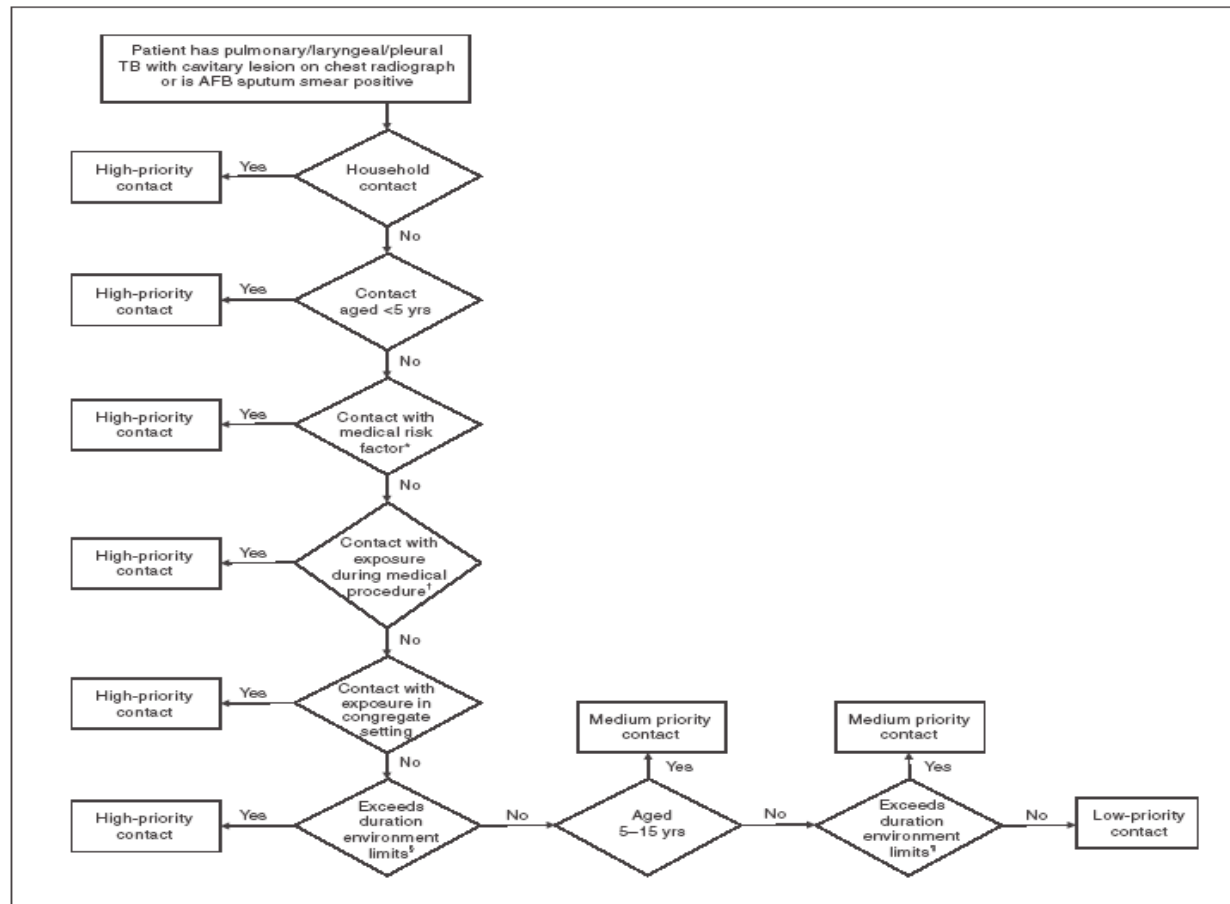 Patient has pulmonary/laryngeal/pleural
TB with cavitary lesion on chest radiograph
or is AFB sputum smear positive
High-priority
contact
Yes
Household
contact
No
High-priority
contact
Yes
Contact
aged <5 yrs
No
High-priority
contact
Yes
Contact with
medical risk
factor*
No
High-priority
contact
Yes
Contact with
exposure
during medical
procedure†
No
High-priority
contact
Yes
Contact with
exposure in
congregate
setting
No
Medium priority
contact
Yes
Medium priority
contact
Yes
High-priority
contact
Yes
Exceeds
duration
environment
limits§
No
Aged
5–15 yrs
No
Exceeds
duration
environment
limits¶
No
Low-priority
contact